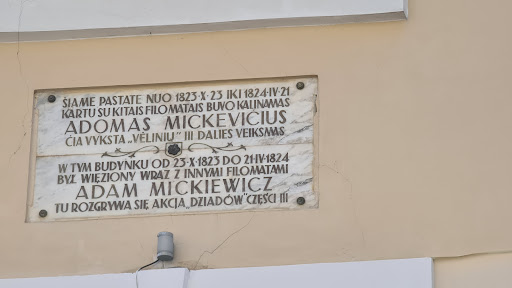 ŠIAME PASTATE NUO 1823·X·23 IKI 1824·IV·21
KARTU SU KITAIS FILOMATAIS BUVO KALINAMAS
ADOMAS MICKEVIČIUS
ČIA VYKSTA „VĖLINIŲ” III DALIES VEIKSMAS
W TYM BUDYNKU OD 23·X·1823 DO 21·IV·1824
BYŁ WIĘZIONY WRAZ Z INNYMI FILOMATAMI
ADAM MICKIEWICZ
TU ROZGRYWA SIĘ AKCJA „DZIADÓW” CZĘŚCI III